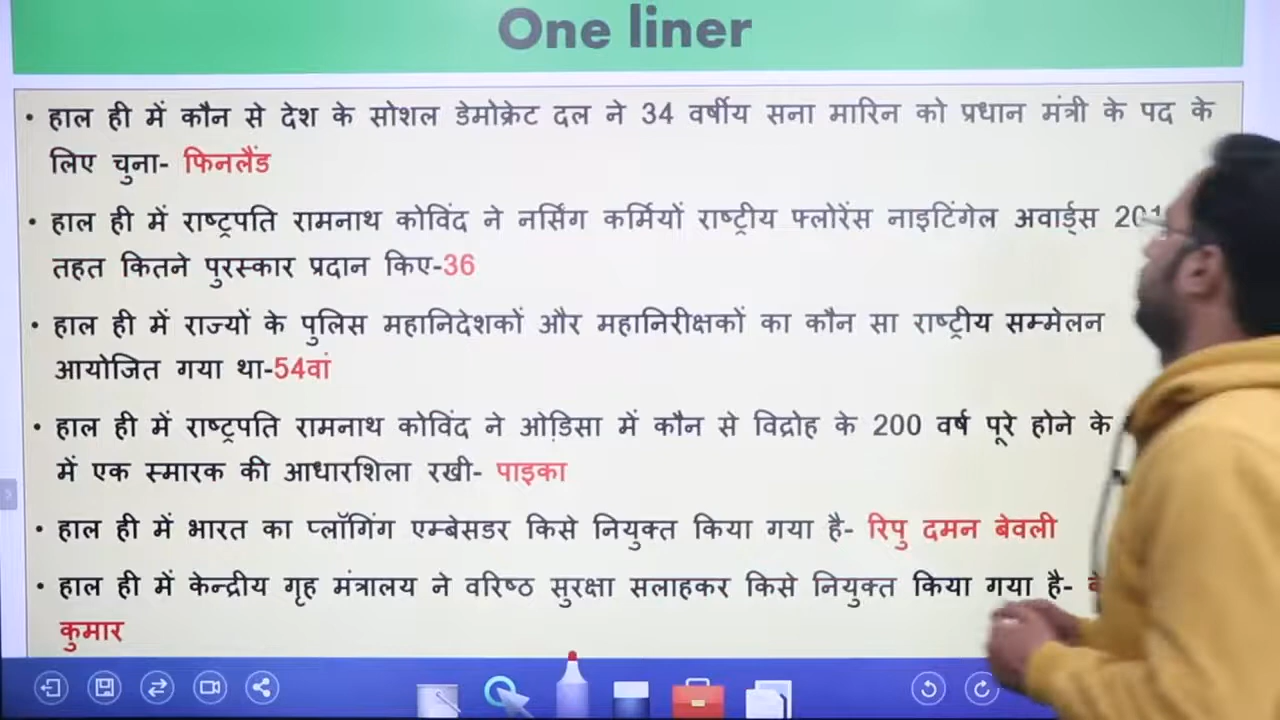 One liner
• हाल ही में कौन से देश के सोशल डेमोक्रेट दल ने 34 वर्षीय सना मारिन को प्रधान मंत्री के पद के
लिए चुना- फिनलैंड
• हाल ही में राष्ट्रपति रामनाथ कोविंद ने नर्सिंग कर्मियों राष्ट्रीय फ्लोरेंस नाइटिंगेल अवार्ड्स
तहत कितने पुरस्कार प्रदान किए-36
• हाल ही में राज्यों के पुलिस महानिदेशकों और महानिरीक्षकों का कौन सा राष्ट्रीय सम्मेलन
आयोजित गया था-54वां
• हाल ही में राष्ट्रपति रामनाथ कोविंद ने ओडिसा में कौन से विद्रोह के 200 वर्ष पूरे होने के
में एक स्मारक की आधारशिला रखी- पाइका
• हाल ही में भारत का प्लॉगिंग एम्बेसडर किसे नियुक्त किया गया है- रिपु दमन बेवली
• हाल ही में केन्द्रीय गृह मंत्रालय ने वरिष्ठ सुरक्षा सलाहकर किसे नियुक्त किया गया है-
कुमार